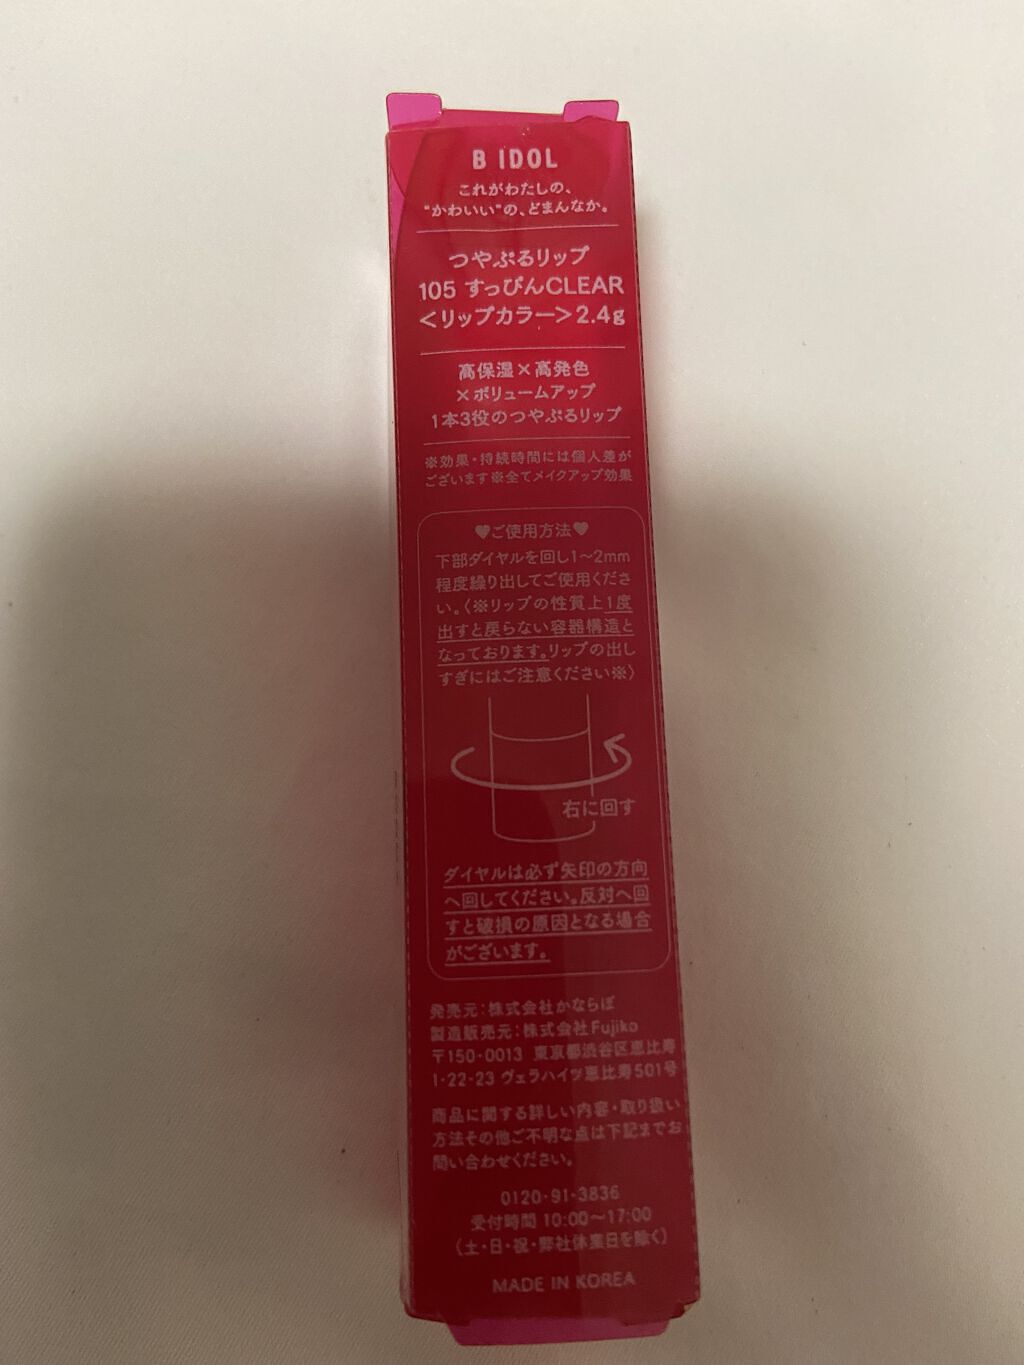 B IDOL
これがわたしの、
"かわいい"の、どまんなか。
つやぷるリップ
105 すっぴんCLEAR
<リップカラー>2.4g
高保湿×高発色
×ボリュームアップ
1本3役のつやぷるリップ
※効果・持続時間には個人差が
ございます※全てメイクアップ効果
♥ご使用方法♥
下部ダイヤルを回し1〜2mm
程度繰り出してご使用くださ
い。〈※リップの性質上1度
出すと戻らない容器構造と
なっております。リップの出し
すぎにはご注意ください※〉
右に回す
ダイヤルは必ず矢印の方向
へ回してください。反対へ回
すと破損の原因となる場合
がございます。
発売元:株式会社かならぼ
製造販売元:株式会社Fujiko
〒150-0013 東京都渋谷区恵比寿
1-22-23 ヴェラハイツ恵比寿501号
商品に関する詳しい内容・取り扱い
方法その他ご不明な点は下記までお
問い合わせください。
0120-91-3836
受付時間 10:00〜17:00
(土・日・祝・弊社休業日を除く)
MADE IN KOREA